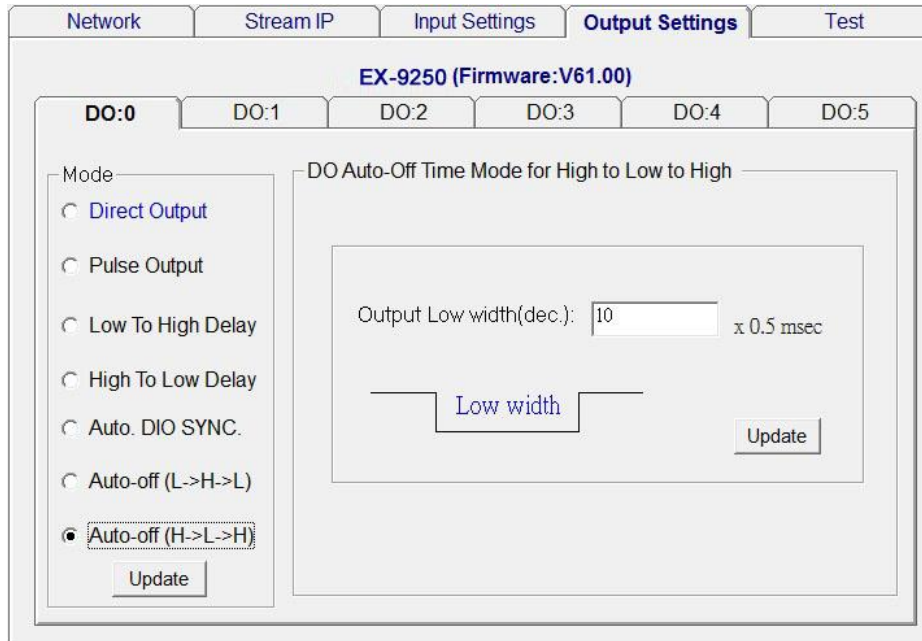 Network Stream IP Input Settings Output Settings Test
EX-9250 (Firmware:V61.00)
DO:0 DO:1 DO:2 DO:3 DO:4 DO:5
Mode
Direct Output
Pulse Output
Low To High Delay
High To Low Delay
Auto. DIO SYNC.
Auto-off (L->H->L)
Auto-off (H->L->H)
Update
DO Auto-Off Time Mode for High to Low to High
Output Low width(dec.): 10 x 0.5 msec
Low width
Update